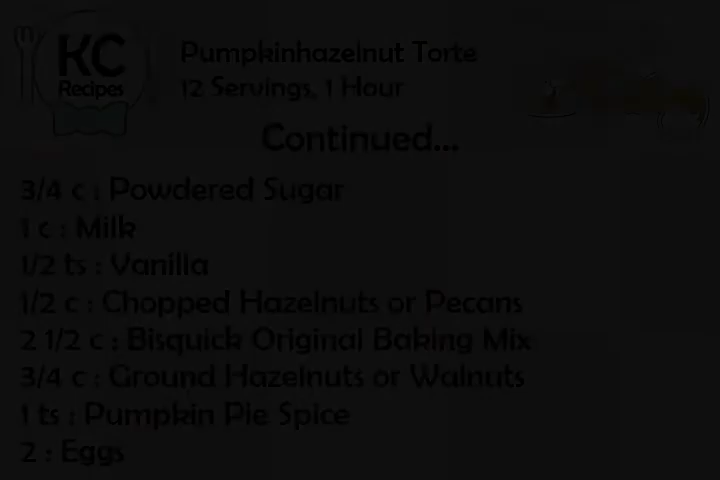 KC
Recipes
Pumpkinhazelnut Torte
12 Servings, 1 Hour
Continued...
3/4 c : Powdered Sugar
1 c : Milk
1/2 ts : Vanilla
1/2 c : Chopped Hazelnuts or Pecans
2 1/2 c : Bisquick Original Baking Mix
3/4 c : Ground Hazelnuts or Walnuts
1 ts : Pumpkin Pie Spice
2 : Eggs